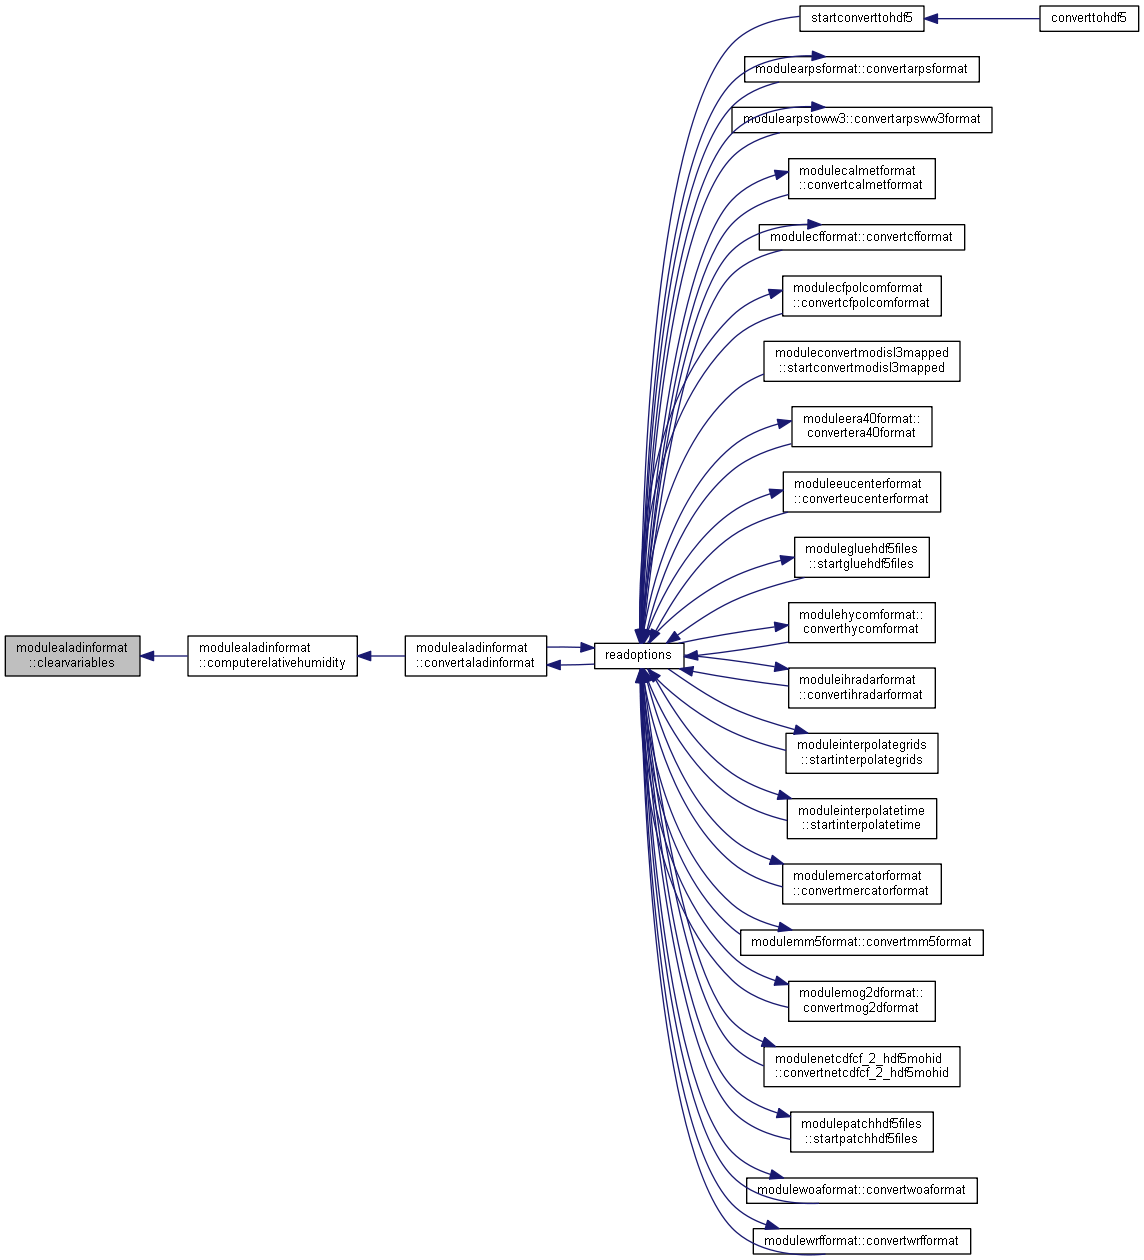 startconverttohdf5
converttohdf5
modulearpsformat::convertarpsformat
modulearpstoww3::convertarpsww3format
modulecalmetformat
::convertcalmetformat
modulecfformat::convertcfformat
modulecfpolcomformat
::convertcfpolcomformat
moduleconvertmodisl3mapped
::startconvertmodisl3mapped
moduleera40format::
convertera40format
moduleeucenterformat
::converteucenterformat
modulegluehdf5files
::startgluehdf5files
modulehycomformat::
converthycomformat
modulealadinformat
::clearvariables
modulealadinformat
::computerelativehumidity
modulealadinformat
::convertaladinformat
readoptions
moduleihradarformat
::convertihradarformat
moduleinterpolategrids
::startinterpolategrids
moduleinterpolatetime
::startinterpolatetime
modulemercatorformat
::convertmercatorformat
modulemm5format::convertmm5format
modulemog2dformat::
convertmog2dformat
modulenetcdfcf_2_hdf5mohid
::convertnetcdfcf_2_hdf5mohid
modulepatchhdf5files
::startpatchhdf5files
modulewoaformat::convertwoaformat
modulewrfformat::convertwrfformat